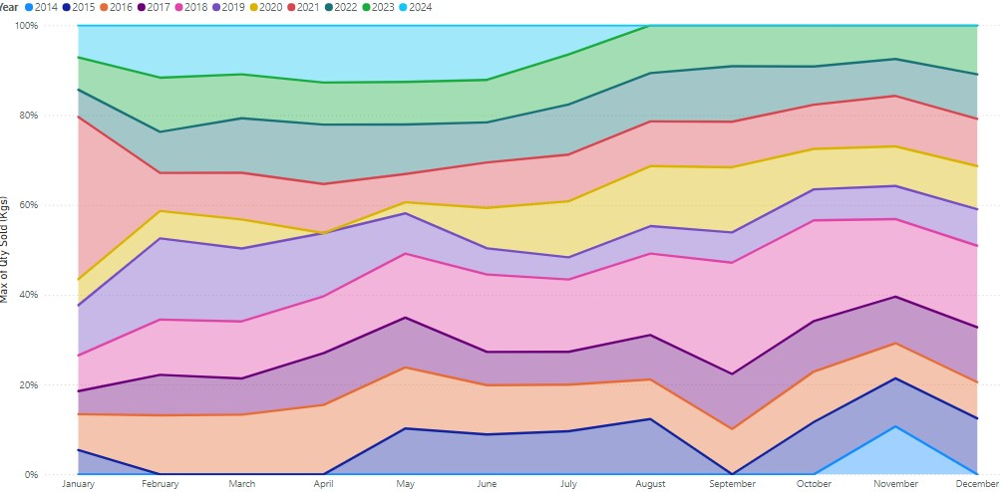 Year 2014 2015 2016 2017 2018 2019 2020 2021 2022 2023 2024
100%
80%
60%
40%
20%
0%
Max of Qty Sold (Kgs)
January February March April May June July August September October November December